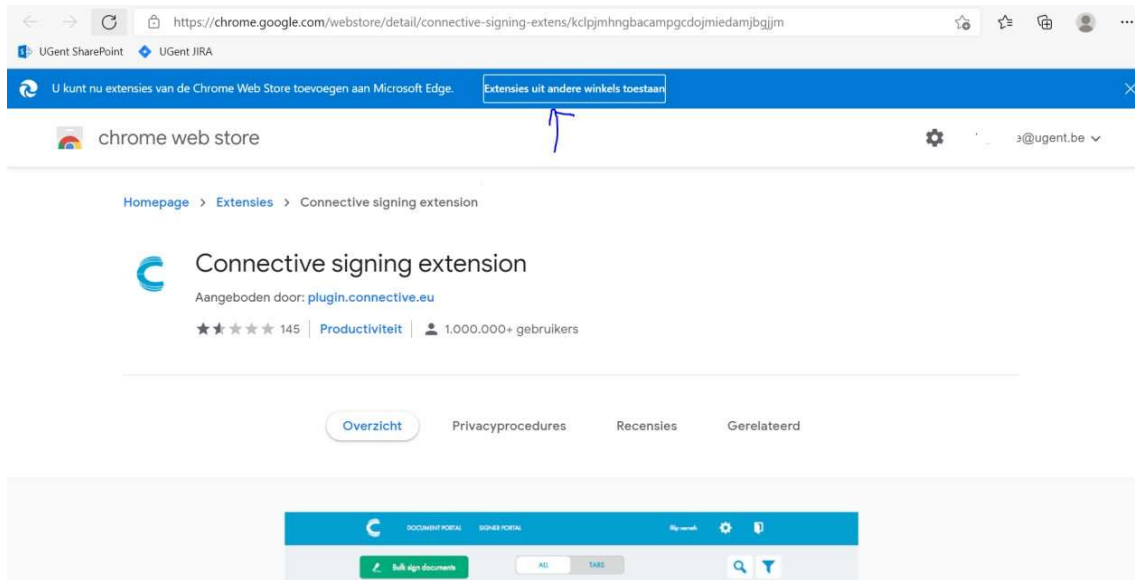 https://chrome.google.com/webstore/detail/connective-signing-extens/kclpjmhngbacampgcdojmiedamjbgjjm
UGent SharePoint UGent JIRA
U kunt nu extensies van de Chrome Web Store toevoegen aan Microsoft Edge. Extensies uit andere winkels toestaan
chrome web store
e@ugent.be
Homepage > Extensies > Connective signing extension
Connective signing extension
Aangeboden door: plugin.connective.eu
145 Productiviteit 1.000.000+ gebruikers
Overzicht Privacyprocedures Recensies Gerelateerd
DOCUMENT PORTAL SIGNER PORTAL
Bulk sign documents ALL TABS